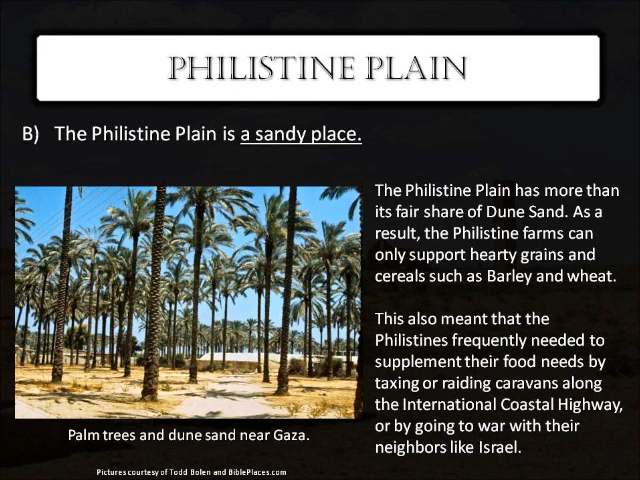 PHILISTINE PLAIN
B) The Philistine Plain is a sandy place.
The Philistine Plain has more than
its fair share of Dune Sand. As a
result, the Philistine farms can
only support hearty grains and
cereals such as Barley and wheat.
This also meant that the
Philistines frequently needed to
supplement their food needs by
taxing or raiding caravans along
the International Coastal Highway,
or by going to war with their
neighbors like Israel.
Palm trees and dune sand near Gaza.
Pictures courtesy of Todd Bolen and BiblePlaces.com